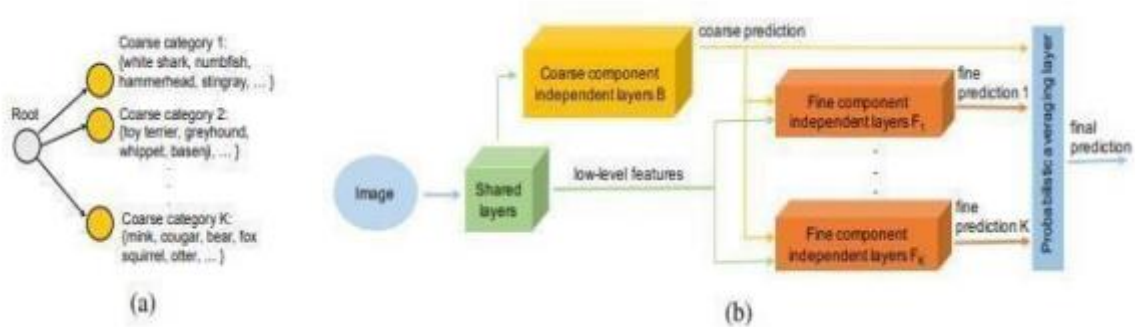 Root
Coarse category 1:
{white shark, numbfish,
hammerhead, stingray, ... }
Coarse category 2:
{toy terrier, greyhound,
whippet, basenji, ... }
Coarse category K:
{mink, cougar, bear, fox
squirrel, otter, ... }
(a)
Image
Shared
layers
Coarse component
independent layers B
coarse prediction
low-level features
Fine component
independent layers F1
fine
prediction 1
Fine component
independent layers FK
fine
prediction K
Probabilistic averaging layer
final
prediction
(b)